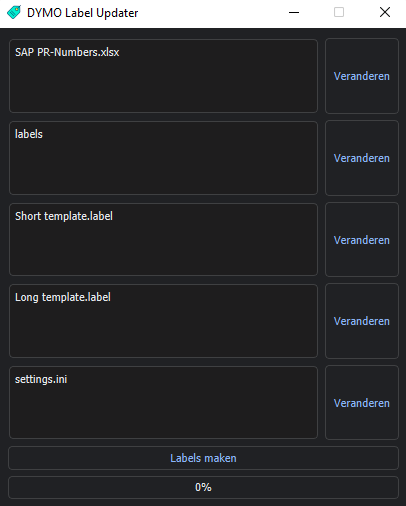 DYMO Label Updater
SAP PR-Numbers.xlsx
Veranderen
labels
Veranderen
Short template.label
Veranderen
Long template.label
Veranderen
settings.ini
Veranderen
Labels maken
0%